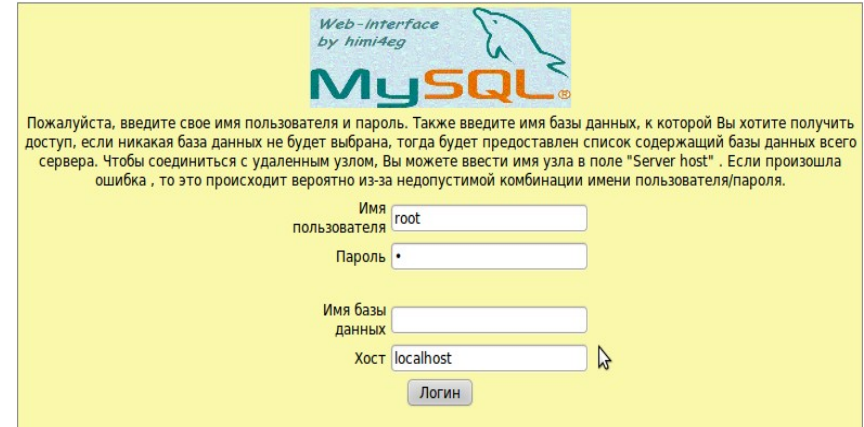 Web-interface
by himi4eg
MySQL®
Пожалуйста, введите свое имя пользователя и пароль. Также введите имя базы данных, к которой Вы хотите получить
доступ, если никакая база данных не будет выбрана, тогда будет предоставлен список содержащий базы данных всего
сервера. Чтобы соединиться с удаленным узлом, Вы можете ввести имя узла в поле "Server host" . Если произошла
ошибка , то это происходит вероятно из-за недопустимой комбинации имени пользователя/пароля.
Имя
пользователя root
Пароль •
Имя базы
данных
Хост localhost
Логин